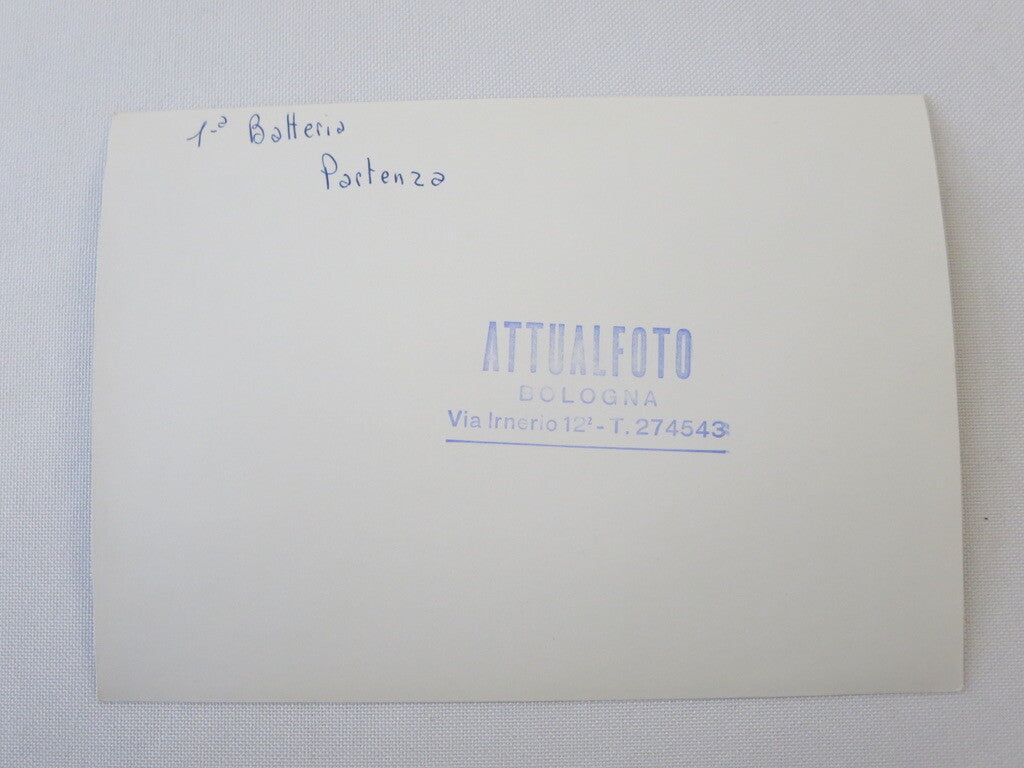 1-a Batteria
Partenza
ATTUALFOTO
BOLOGNA
Via Irnerio 12² - T. 274543